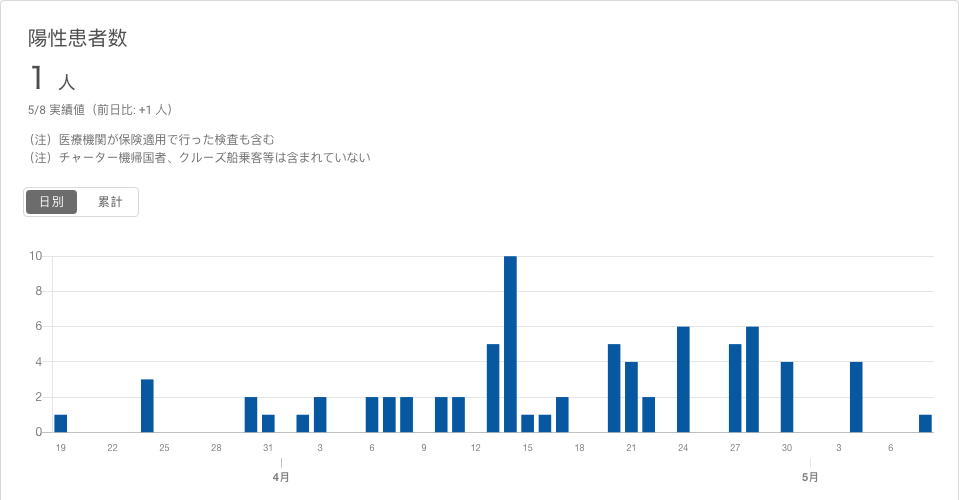 陽性患者数
1 人
5/8 実績値（前日比: +1 人）
（注）医療機関が保険適用で行った検査も含む
（注）チャーター機帰国者、クルーズ船乗客等は含まれていない
日別 累計
10
8
6
4
2
0
19 22 25 28 31 3 6 9 12 15 18 21 24 27 30 3 6
4月 5月